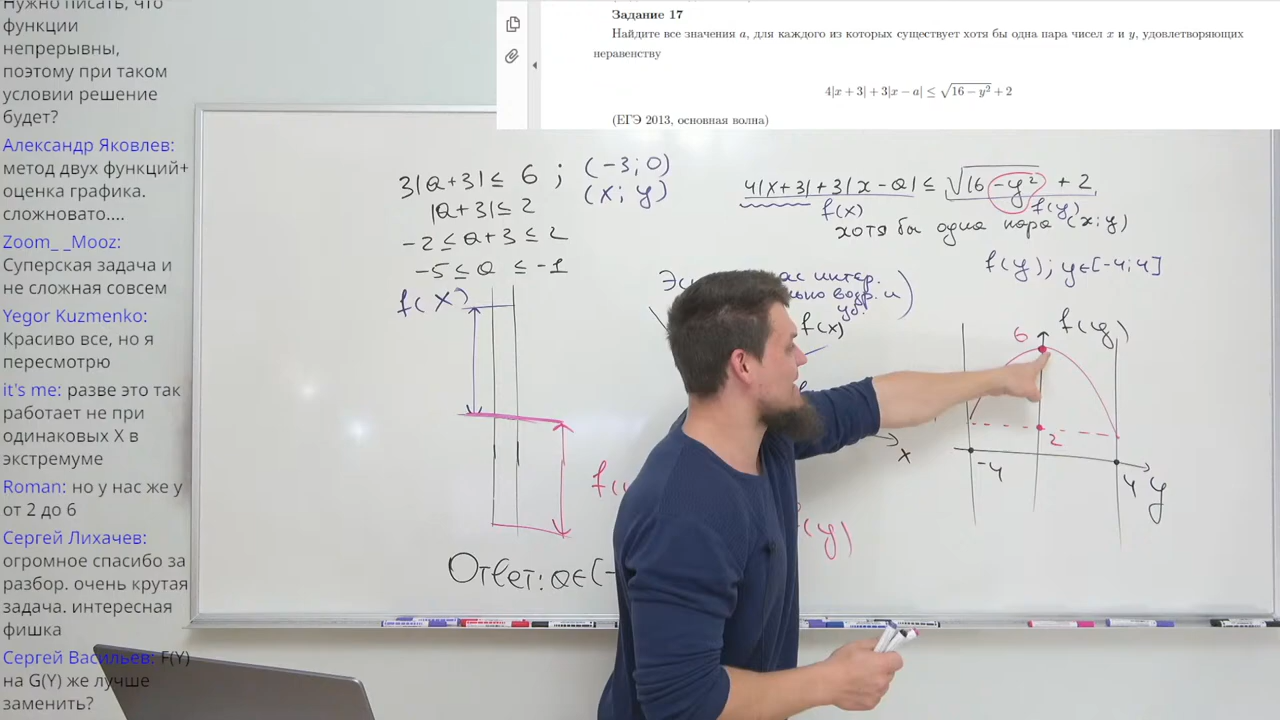 Нужно писать, что
функции
непрерывны,
поэтому при таком
условии решение
будет?
Александр Яковлев:
метод двух функций+
оценка графика.
сложновато....
Zoom_ _Mooz:
Суперская задача и
не сложная совсем
Yegor Kuzmenko:
Красиво все, но я
пересмотрю
it's me: разве это так
работает не при
одинаковых X в
экстремуме
Roman: но у нас же у
от 2 до 6
Сергей Лихачев:
огромное спасибо за
разбор. очень крутая
задача. интересная
фишка
Сергей Васильев: F(Y)
на G(Y) же лучше
заменить?
Задание 17
Найдите все значения a, для каждого из которых существует хотя бы одна пара чисел x и y, удовлетворяющих
неравенству
4|x + 3| + 3|x − a| ≤ √(16 − y²) + 2
(ЕГЭ 2013, основная волна)
3|a+3| ≤ 6 ; (-3; 0)
|a+3| ≤ 2 (x; y)
-2 ≤ a+3 ≤ 2
-5 ≤ a ≤ -1
f(x)
Ответ: a∈[-
4|x+3|+3|x-a| ≤ √(16-y²) +2
f(x) f(y)
хотя бы одна пара (x; y)
f(y); y∈[-4;4]
интер.
и
f(x)
x
(y)
6 f(y)
2
-4 4 y